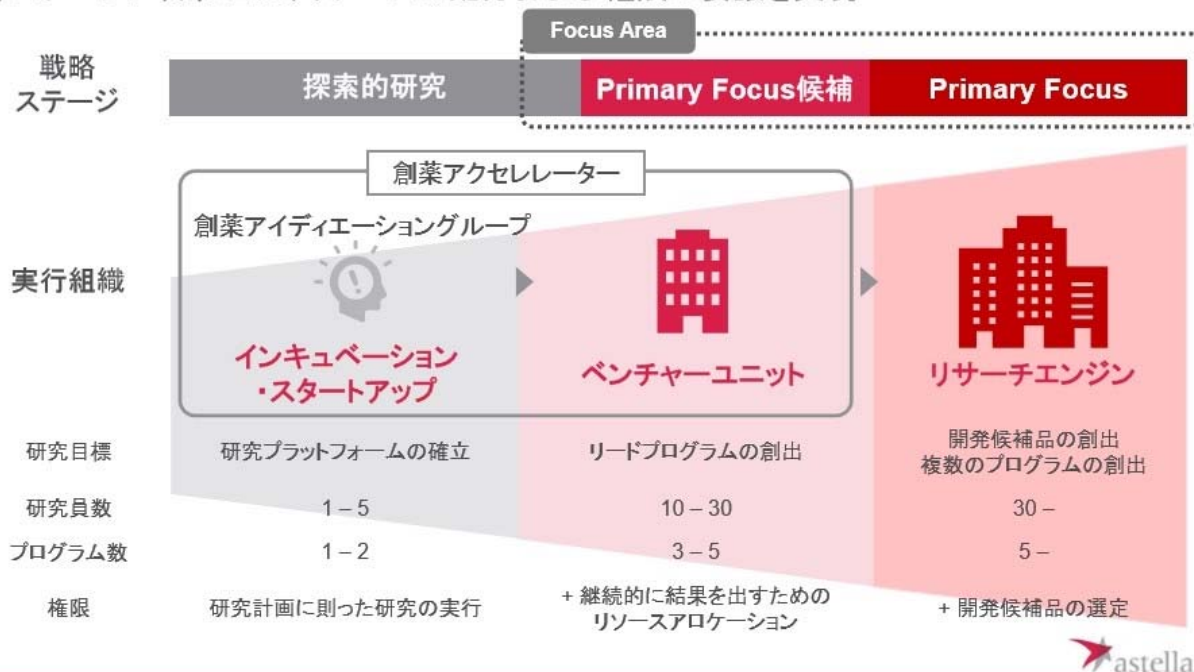 Focus Area
戦略
ステージ
探索的研究
Primary Focus候補
Primary Focus
創薬アクセレレーター
創薬アイディエーショングループ
実行組織
インキュベーション
・スタートアップ
ベンチャーユニット
リサーチエンジン
研究目標
研究プラットフォームの確立
リードプログラムの創出
開発候補品の創出
複数のプログラムの創出
研究員数
1 – 5
10 – 30
30 –
プログラム数
1 – 2
3 – 5
5 –
権限
研究計画に則った研究の実行
+ 継続的に結果を出すための
リソースアロケーション
+ 開発候補品の選定
astella